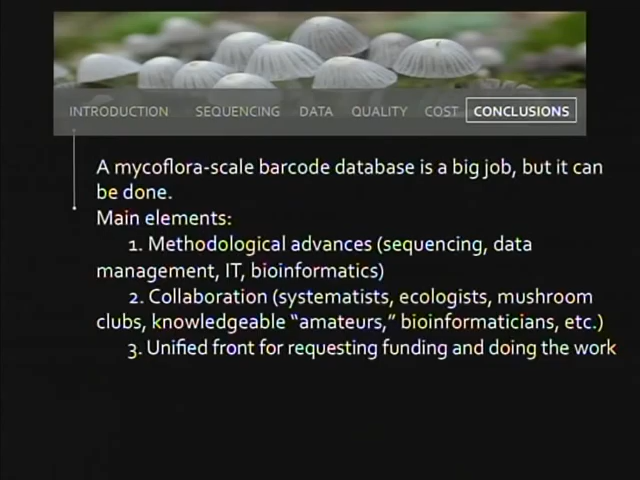 INTRODUCTION SEQUENCING DATA QUALITY COST CONCLUSIONS
A mycoflora-scale barcode database is a big job, but it can
be done.
Main elements:
1. Methodological advances (sequencing, data
management, IT, bioinformatics)
2. Collaboration (systematists, ecologists, mushroom
clubs, knowledgeable “amateurs,” bioinformaticians, etc.)
3. Unified front for requesting funding and doing the work